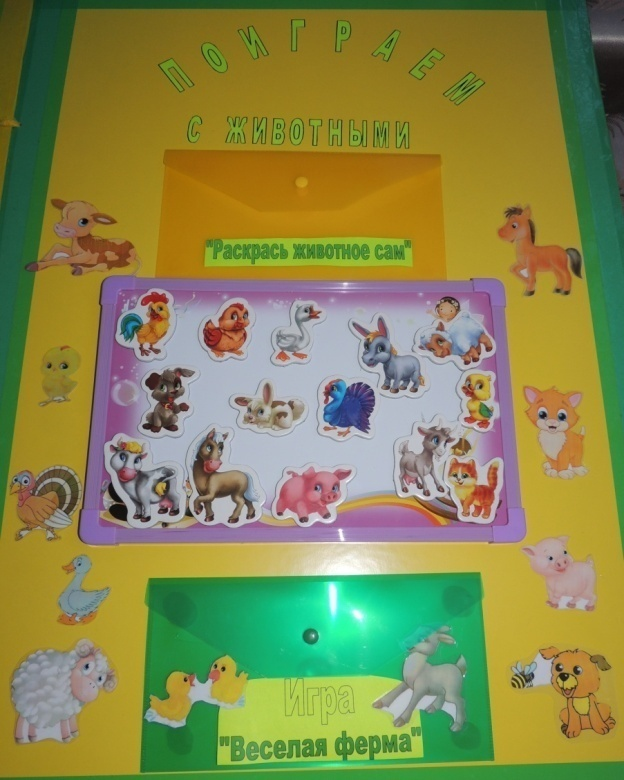 ПОИГРАЕМ
С ЖИВОТНЫМИ
"Раскрась животное сам"
Игра
"Веселая ферма"